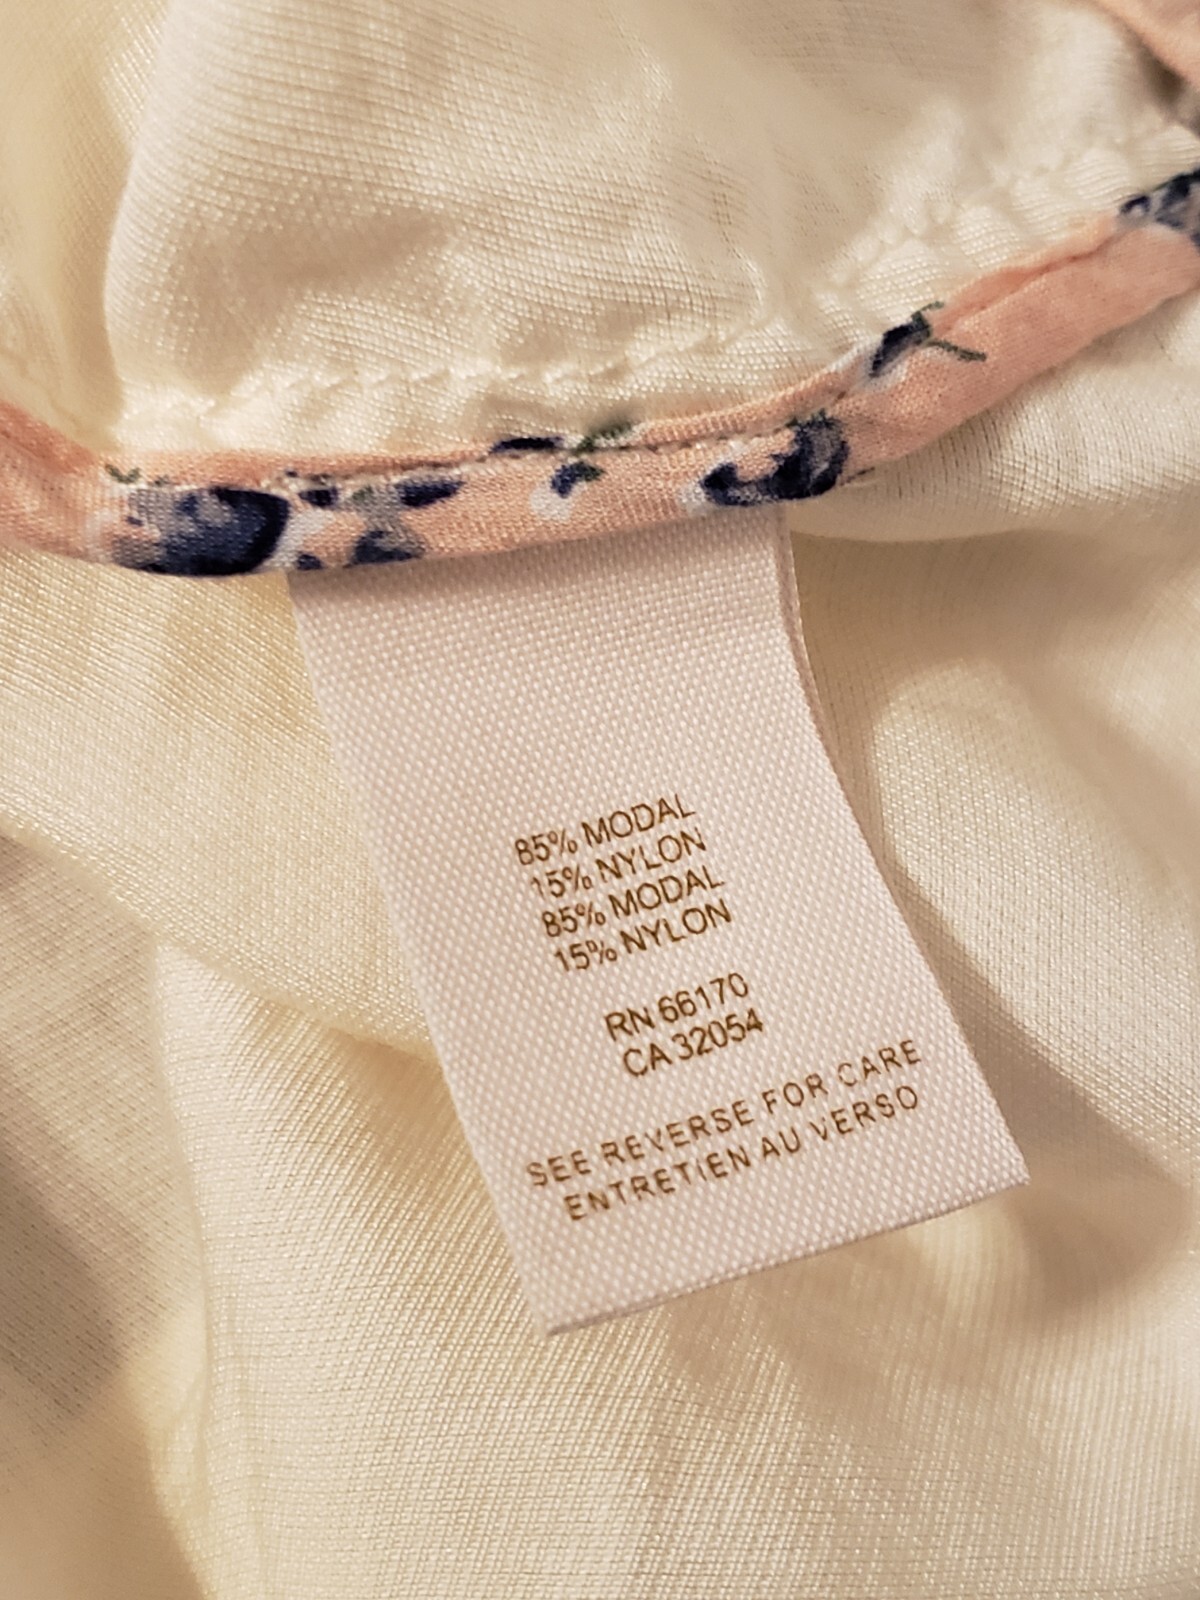 85% MODAL
15% NYLON
85% MODAL
15% NYLON
RN 66170
CA 32054
SEE REVERSE FOR CARE
ENTRETIEN AU VERSO